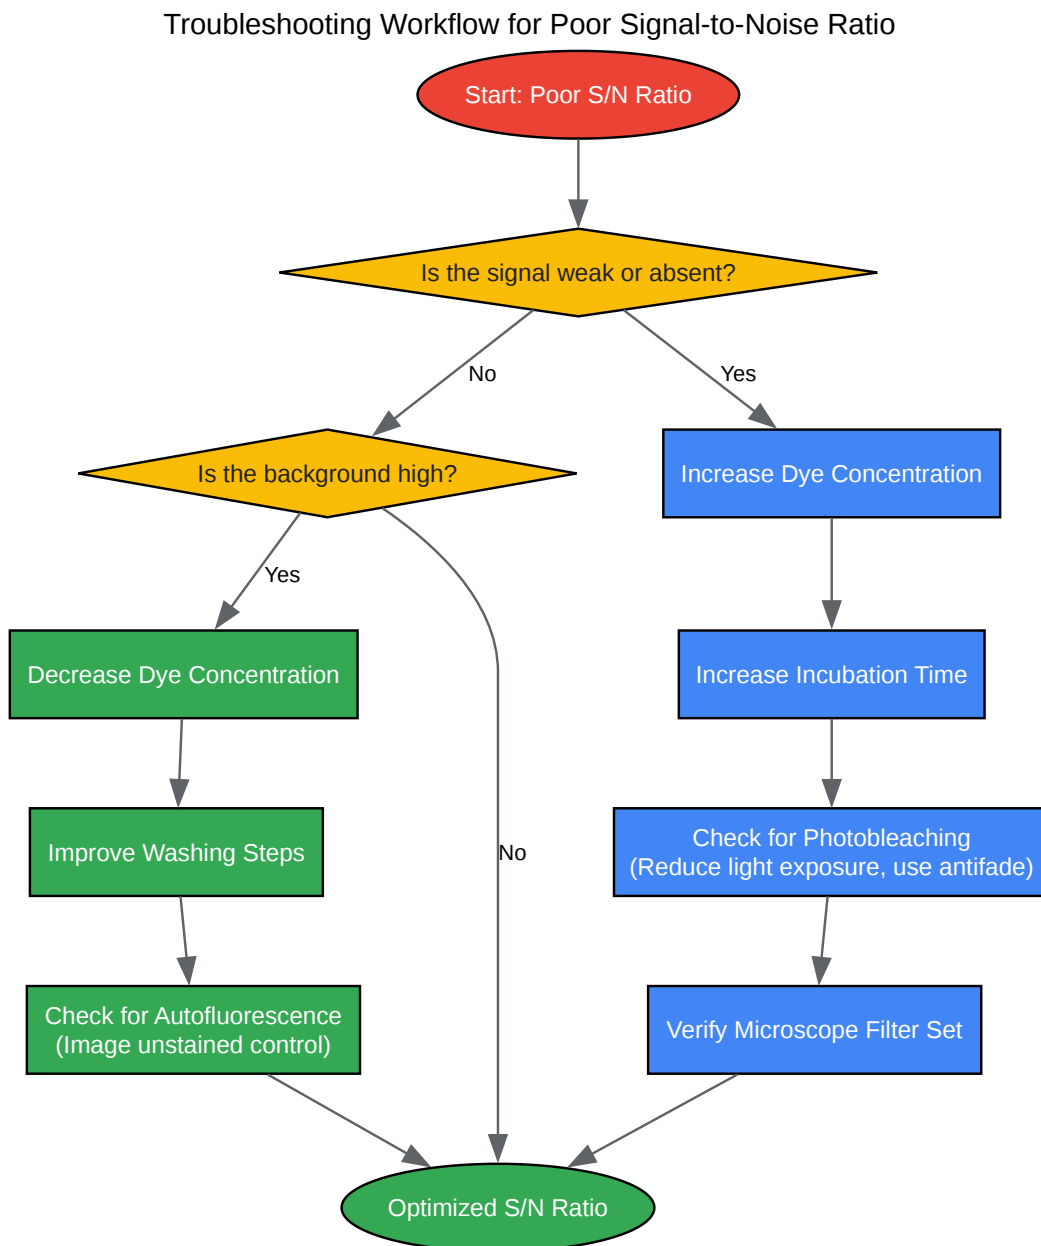 Troubleshooting Workflow for Poor Signal-to-Noise Ratio
Start: Poor S/N Ratio
Is the signal weak or absent?
No
Yes
Is the background high?
Increase Dye Concentration
Yes
Decrease Dye Concentration
Increase Incubation Time
Improve Washing Steps
No
Check for Photobleaching
(Reduce light exposure, use antifade)
Check for Autofluorescence
(Image unstained control)
Verify Microscope Filter Set
Optimized S/N Ratio